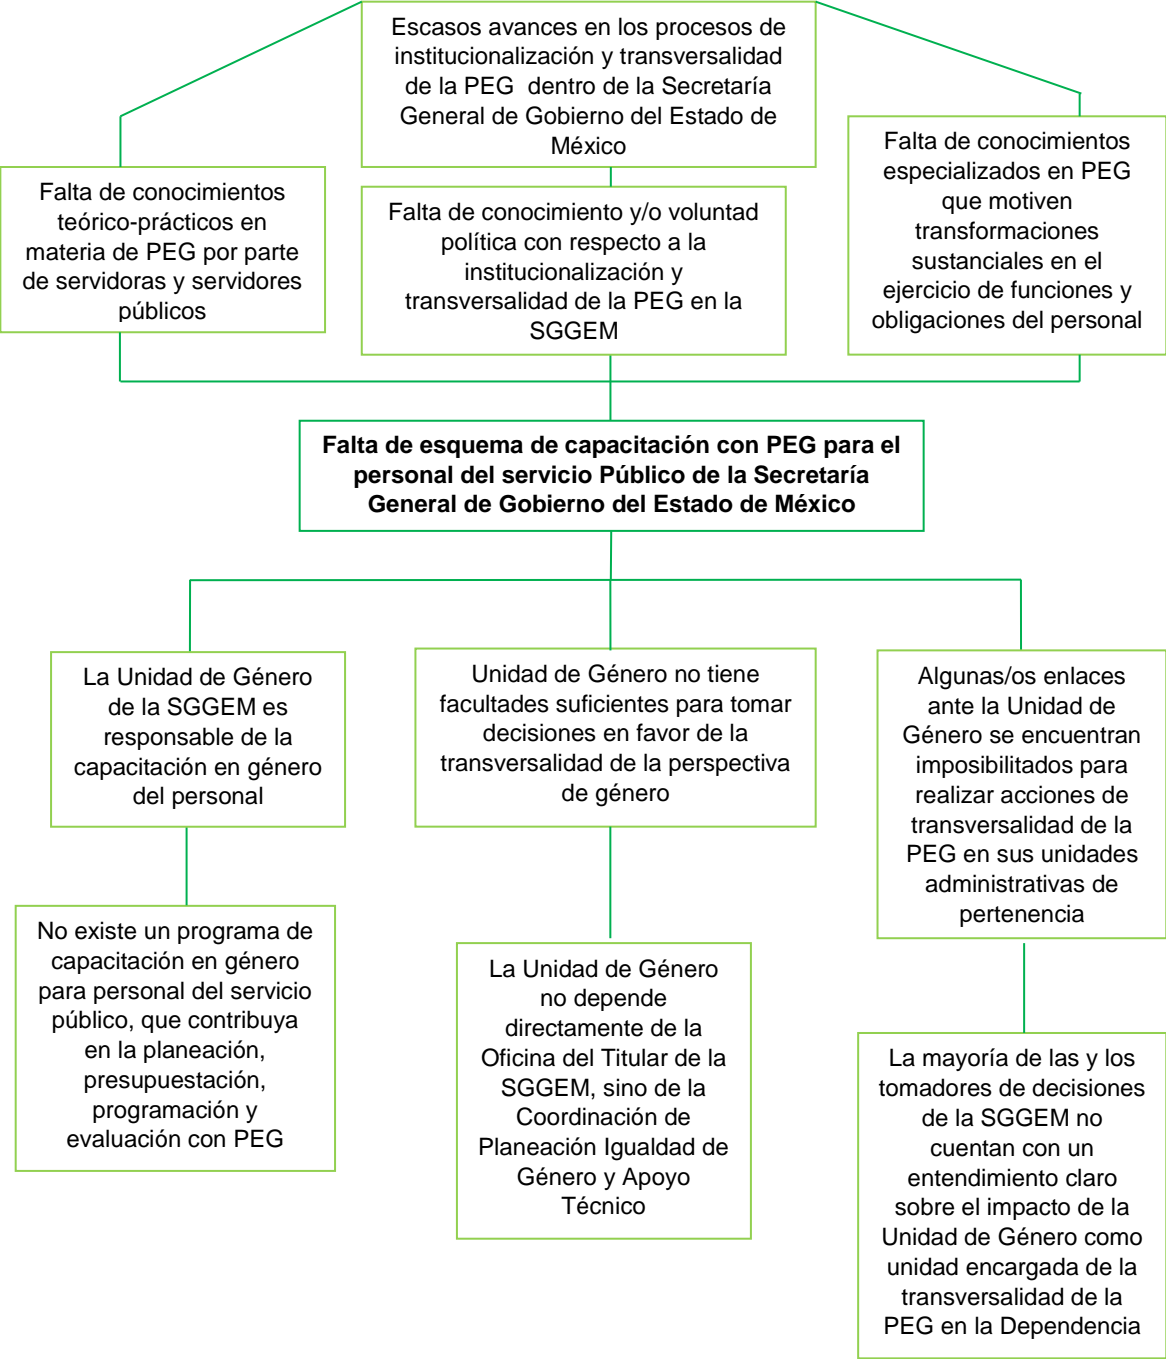 Escasos avances en los procesos de
institucionalización y transversalidad
de la PEG dentro de la Secretaría
General de Gobierno del Estado de
México
Falta de conocimientos
teórico-prácticos en
materia de PEG por parte
de servidoras y servidores
públicos
Falta de conocimiento y/o voluntad
política con respecto a la
institucionalización y
transversalidad de la PEG en la
SGGEM
Falta de conocimientos
especializados en PEG
que motiven
transformaciones
sustanciales en el
ejercicio de funciones y
obligaciones del personal
Falta de esquema de capacitación con PEG para el
personal del servicio Público de la Secretaría
General de Gobierno del Estado de México
La Unidad de Género
de la SGGEM es
responsable de la
capacitación en género
del personal
Unidad de Género no tiene
facultades suficientes para tomar
decisiones en favor de la
transversalidad de la perspectiva
de género
Algunas/os enlaces
ante la Unidad de
Género se encuentran
imposibilitados para
realizar acciones de
transversalidad de la
PEG en sus unidades
administrativas de
pertenencia
No existe un programa de
capacitación en género
para personal del servicio
público, que contribuya
en la planeación,
presupuestación,
programación y
evaluación con PEG
La Unidad de Género
no depende
directamente de la
Oficina del Titular de la
SGGEM, sino de la
Coordinación de
Planeación Igualdad de
Género y Apoyo
Técnico
La mayoría de las y los
tomadores de decisiones
de la SGGEM no
cuentan con un
entendimiento claro
sobre el impacto de la
Unidad de Género como
unidad encargada de la
transversalidad de la
PEG en la Dependencia